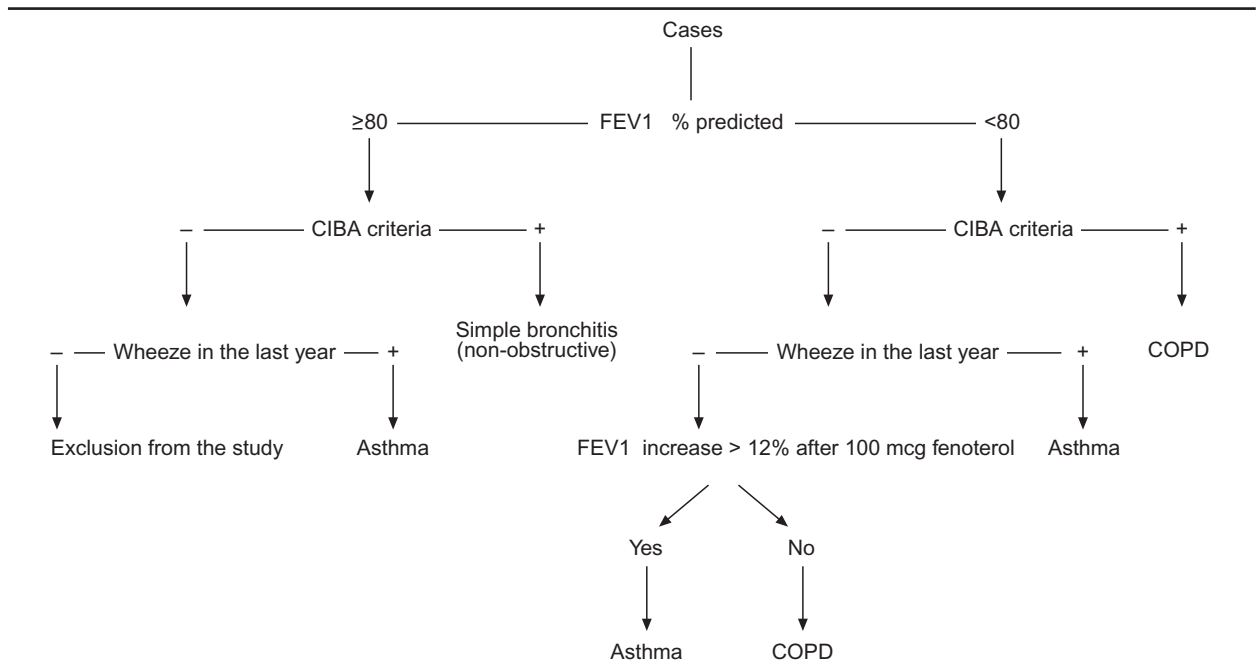 Cases
≥80 FEV1 % predicted <80
– CIBA criteria +
– CIBA criteria +
Simple bronchitis
(non-obstructive)
– Wheeze in the last year +
– Wheeze in the last year +
COPD
Exclusion from the study
Asthma
FEV1 increase > 12% after 100 mcg fenoterol
Asthma
Yes
No
Asthma
COPD